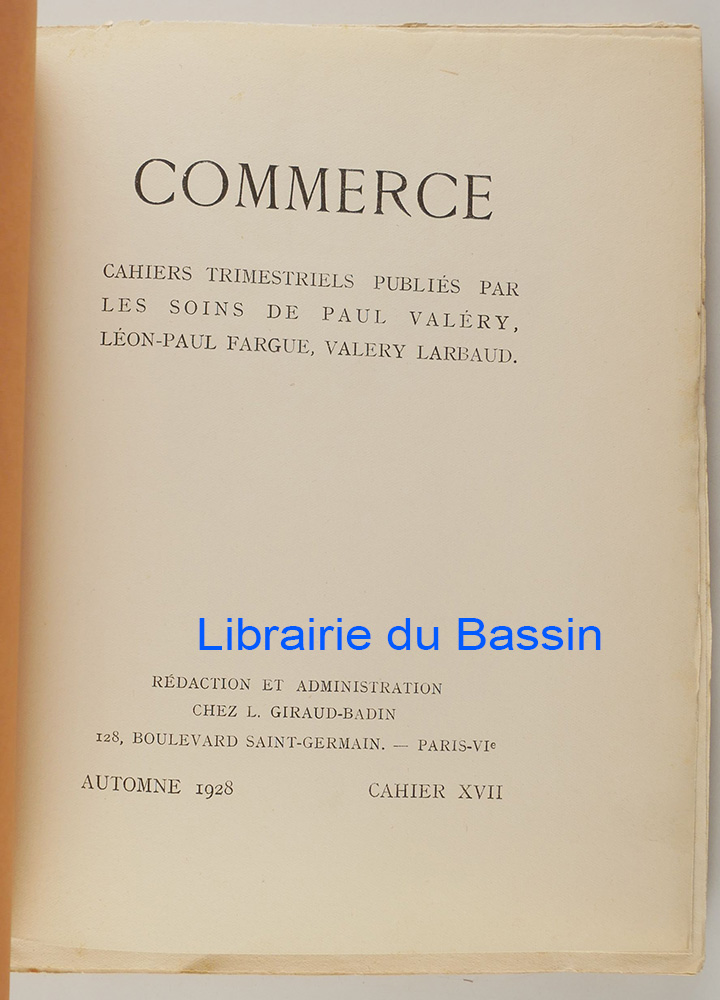 COMMERCE
CAHIERS TRIMESTRIELS PUBLIÉS PAR
LES SOINS DE PAUL VALÉRY,
LÉON-PAUL FARGUE, VALERY LARBAUD.
Librairie du Bassin
RÉDACTION ET ADMINISTRATION
CHEZ L. GIRAUD-BADIN
128, BOULEVARD SAINT-GERMAIN. — PARIS-VIe
AUTOMNE 1928 CAHIER XVII